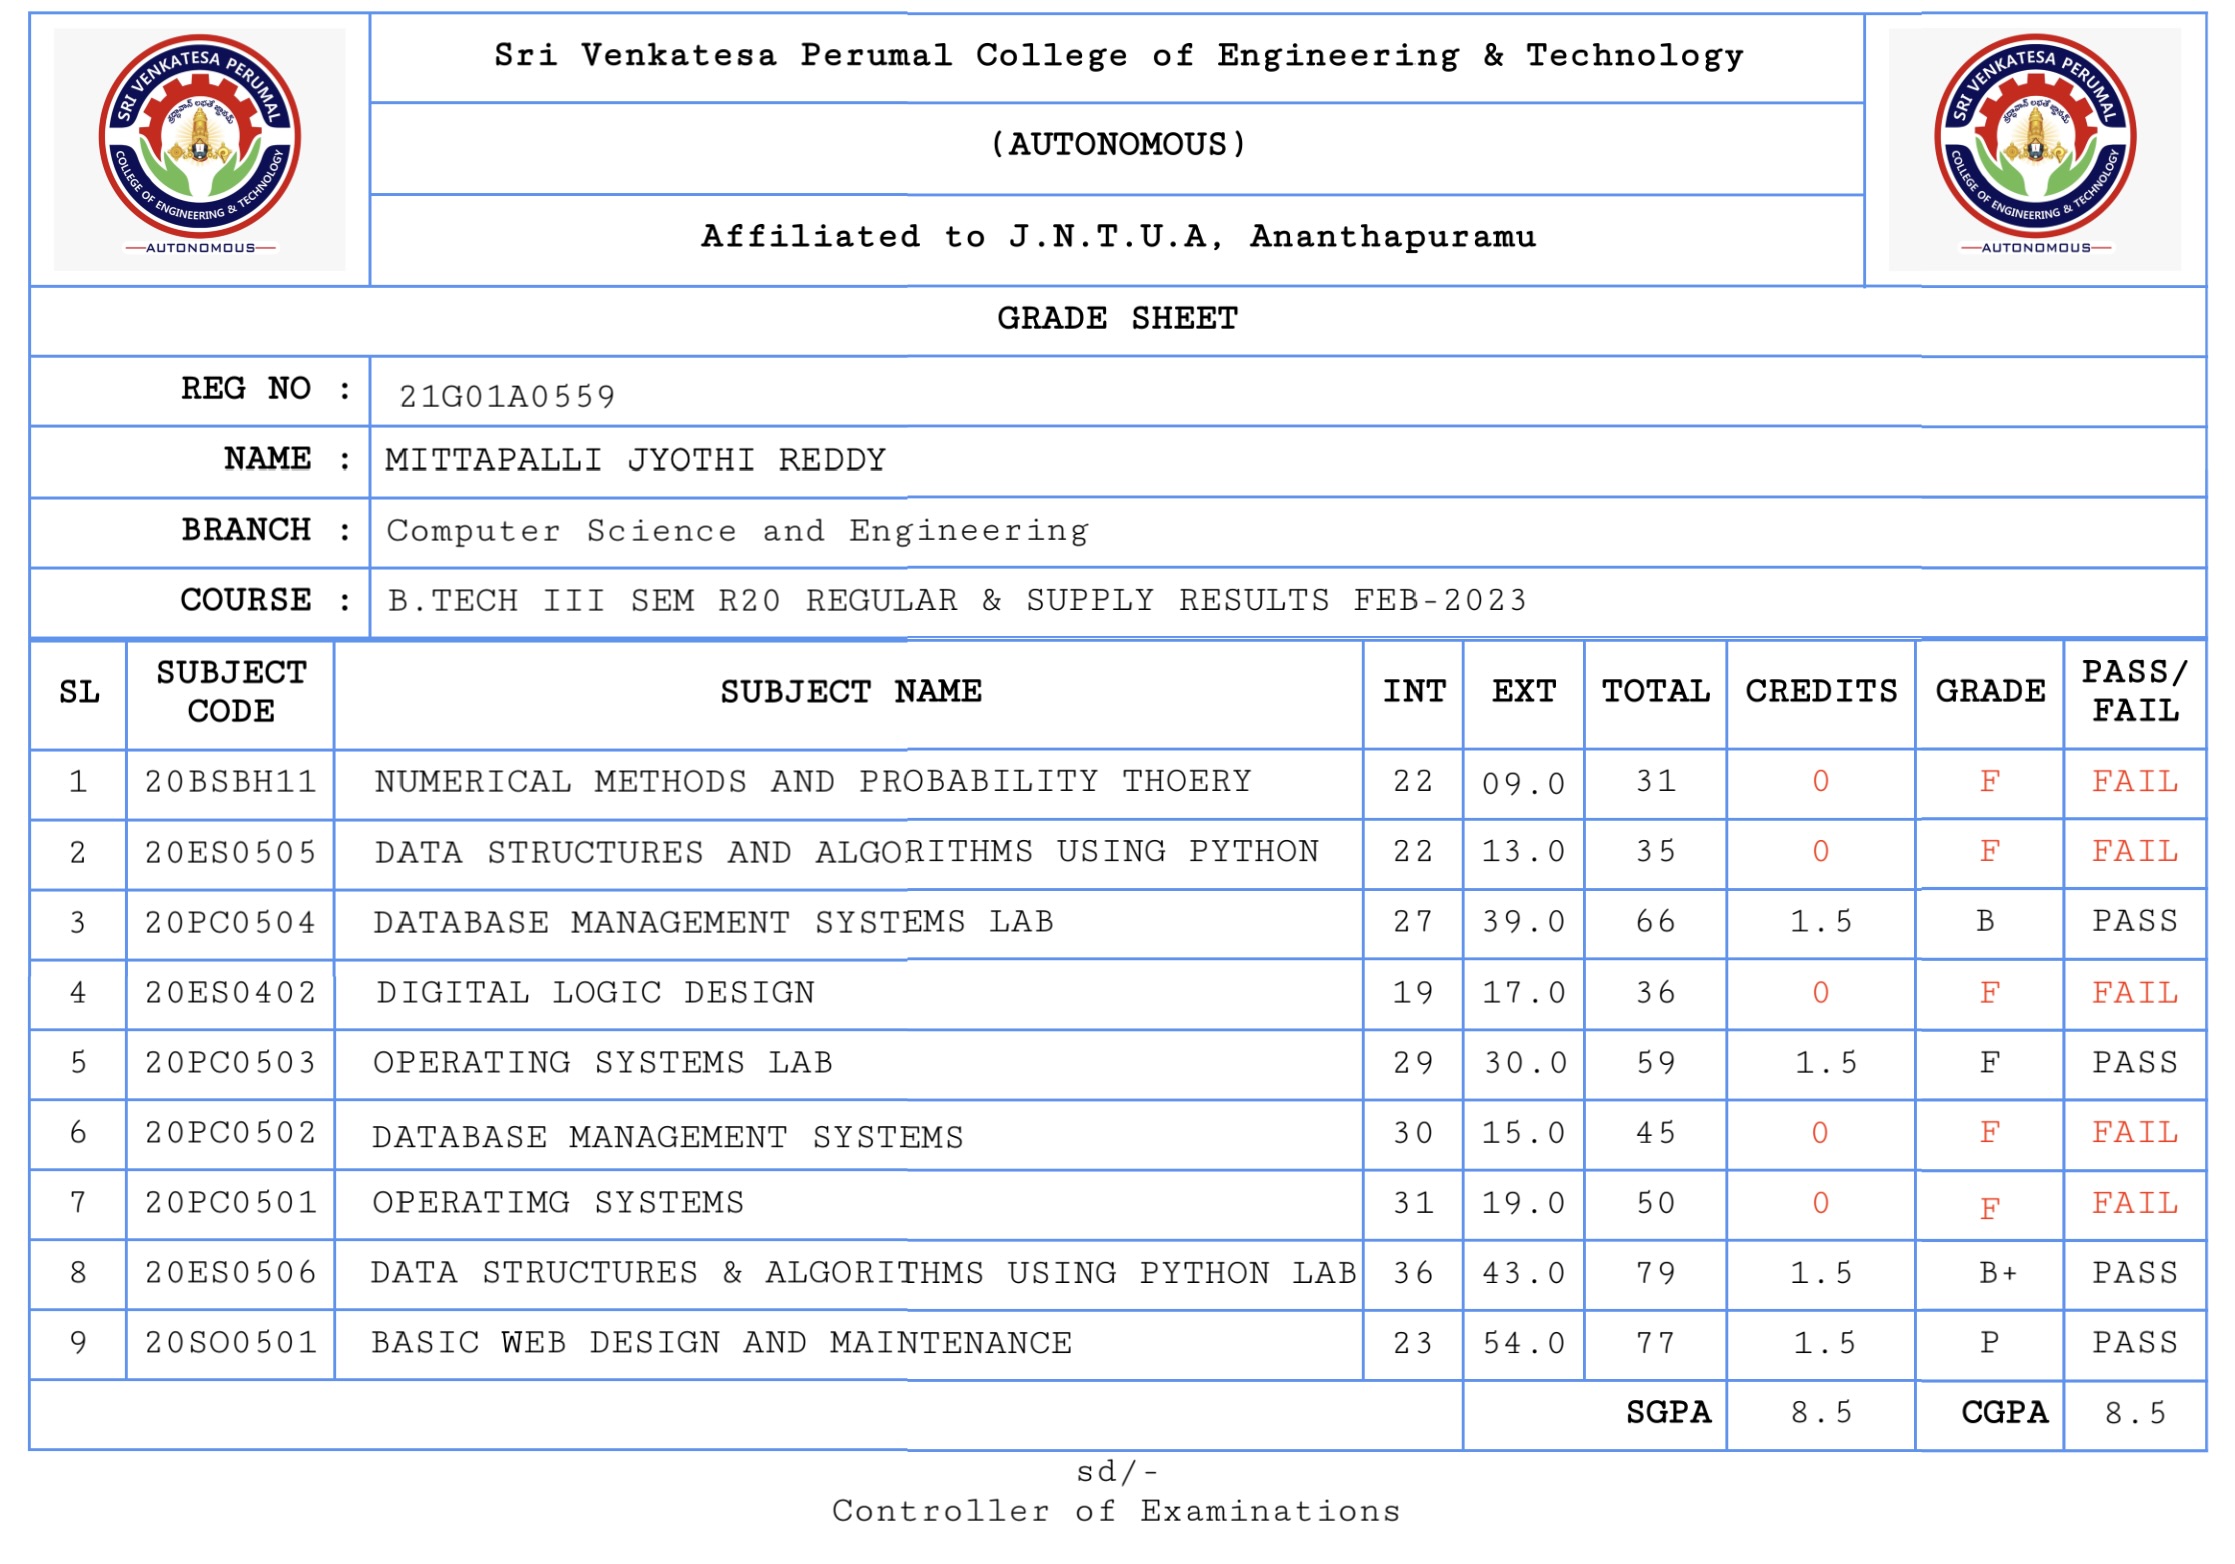 SRI VENKATESA PERUMAL
COLLEGE OF ENGINEERING & TECHNOLOGY
AUTONOMOUS
Sri Venkatesa Perumal College of Engineering & Technology
(AUTONOMOUS)
Affiliated to J.N.T.U.A, Ananthapuramu
SRI VENKATESA PERUMAL
COLLEGE OF ENGINEERING & TECHNOLOGY
AUTONOMOUS
GRADE SHEET
REG NO : 21G01A0559
NAME : MITTAPALLI JYOTHI REDDY
BRANCH : Computer Science and Engineering
COURSE : B.TECH III SEM R20 REGULAR & SUPPLY RESULTS FEB-2023
SL SUBJECT CODE SUBJECT NAME INT EXT TOTAL CREDITS GRADE PASS/ FAIL
1 20BSBH11 NUMERICAL METHODS AND PROBABILITY THOERY 22 09.0 31 0 F FAIL
2 20ES0505 DATA STRUCTURES AND ALGORITHMS USING PYTHON 22 13.0 35 0 F FAIL
3 20PC0504 DATABASE MANAGEMENT SYSTEMS LAB 27 39.0 66 1.5 B PASS
4 20ES0402 DIGITAL LOGIC DESIGN 19 17.0 36 0 F FAIL
5 20PC0503 OPERATING SYSTEMS LAB 29 30.0 59 1.5 F PASS
6 20PC0502 DATABASE MANAGEMENT SYSTEMS 30 15.0 45 0 F FAIL
7 20PC0501 OPERATIMG SYSTEMS 31 19.0 50 0 F FAIL
8 20ES0506 DATA STRUCTURES & ALGORITHMS USING PYTHON LAB 36 43.0 79 1.5 B+ PASS
9 20SO0501 BASIC WEB DESIGN AND MAINTENANCE 23 54.0 77 1.5 P PASS
SGPA 8.5 CGPA 8.5
sd/-
Controller of Examinations